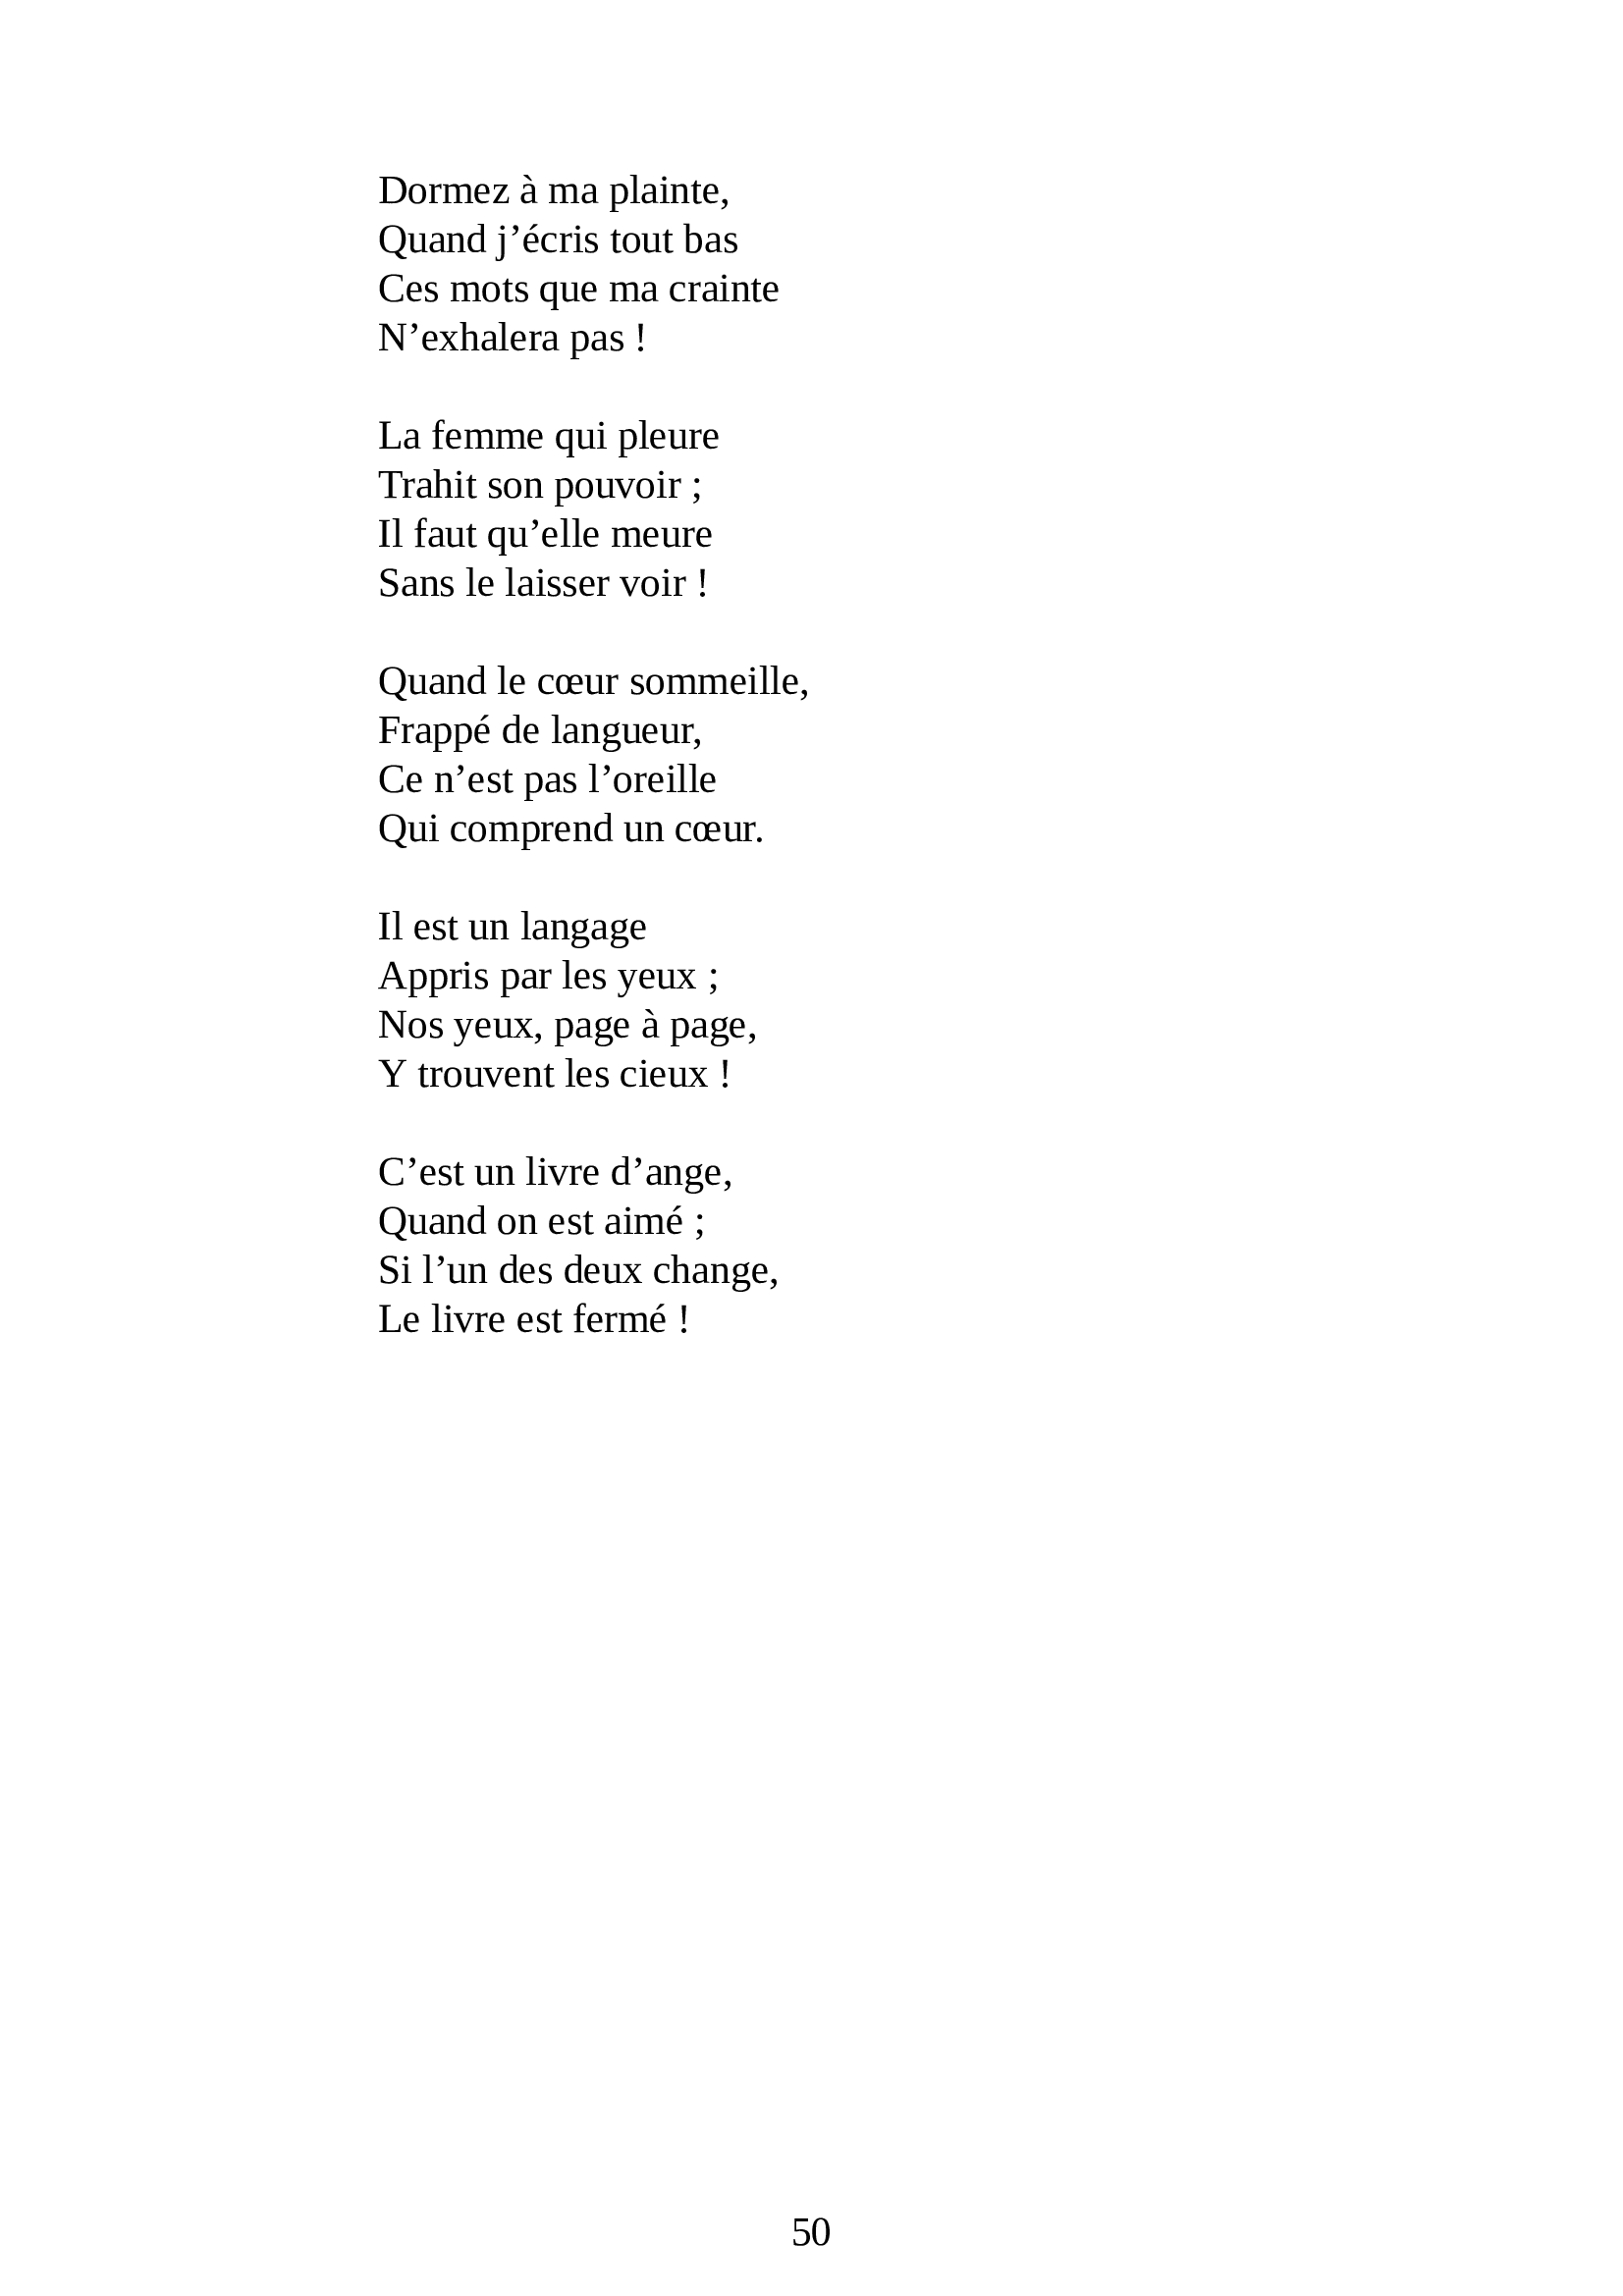 Dormez à ma plainte,
Quand j’écris tout bas
Ces mots que ma crainte
N’exhalera pas !

La femme qui pleure
Trahit son pouvoir ;
Il faut qu’elle meure
Sans le laisser voir !

Quand le cœur sommeille,
Frappé de langueur,
Ce n’est pas l’oreille
Qui comprend un cœur.

Il est un langage
Appris par les yeux ;
Nos yeux, page à page,
Y trouvent les cieux !

C’est un livre d’ange,
Quand on est aimé ;
Si l’un des deux change,
Le livre est fermé !

50